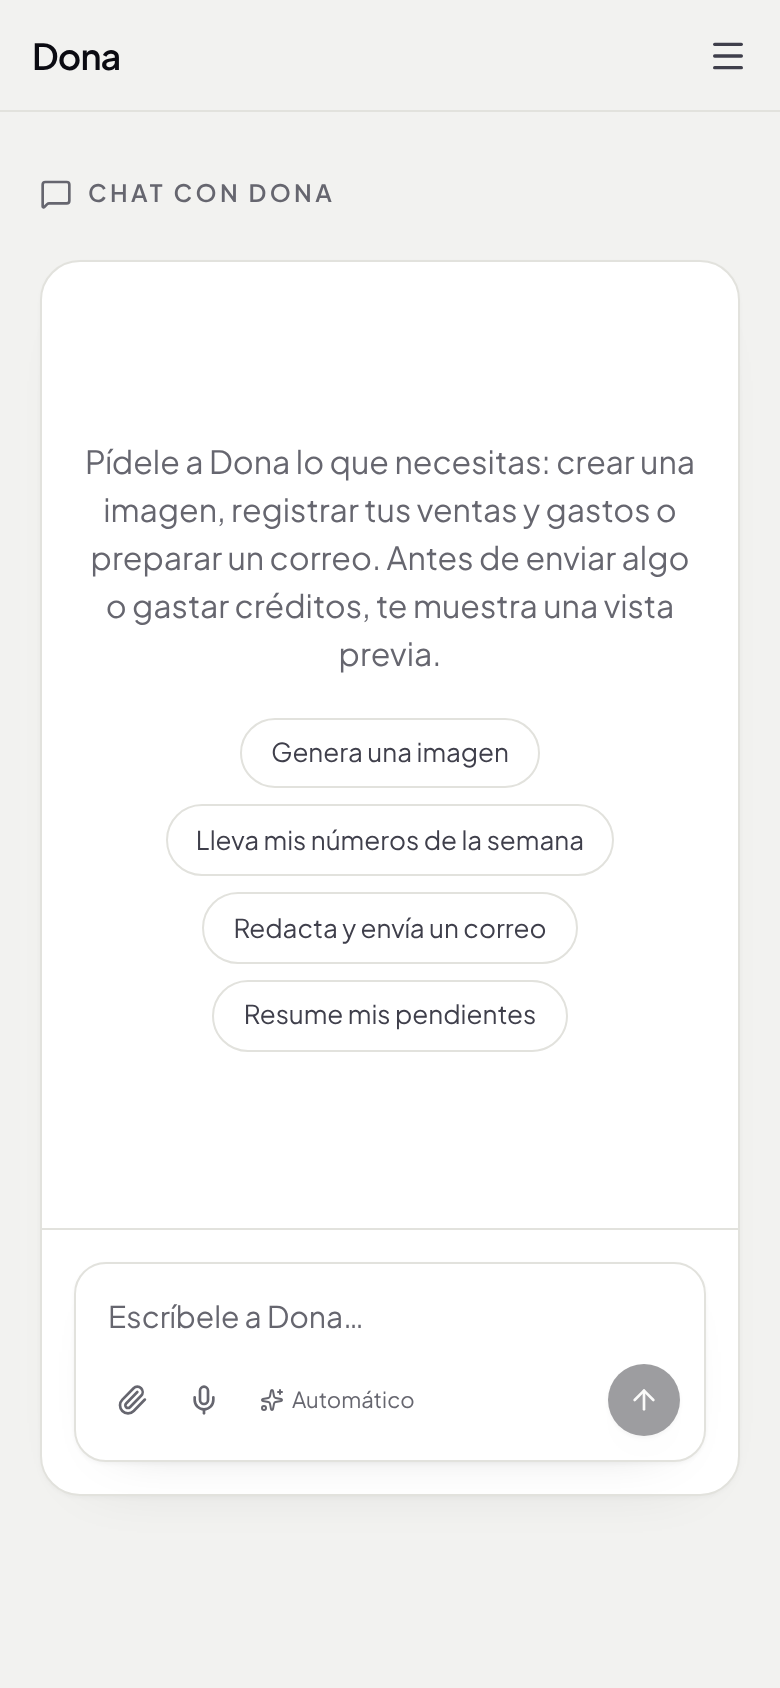 Dona
CHAT CON DONA
Pídele a Dona lo que necesitas: crear una
imagen, registrar tus ventas y gastos o
preparar un correo. Antes de enviar algo
o gastar créditos, te muestra una vista
previa.
Genera una imagen
Lleva mis números de la semana
Redacta y envía un correo
Resume mis pendientes
Escríbele a Dona...
Automático